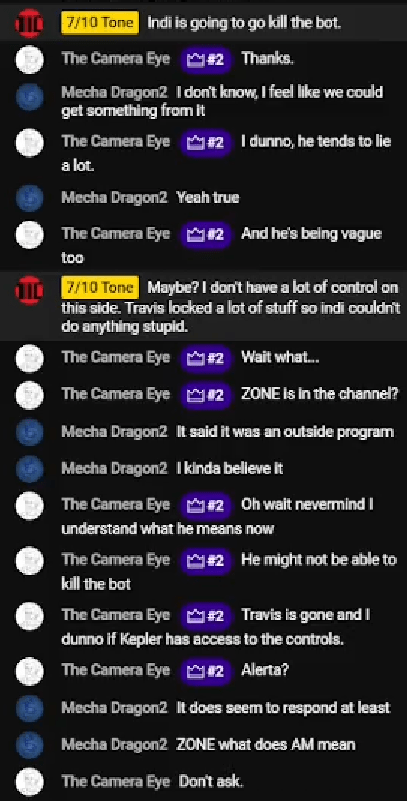 7/10 Tone Indi is going to go kill the bot.
The Camera Eye #2 Thanks.
Mecha Dragon2 I don't know, I feel like we could
get something from it
The Camera Eye #2 I dunno, he tends to lie
a lot.
Mecha Dragon2 Yeah true
The Camera Eye #2 And he's being vague
too
7/10 Tone Maybe? I don't have a lot of control on
this side. Travis locked a lot of stuff so indi couldn't
do anything stupid.
The Camera Eye #2 Wait what...
The Camera Eye #2 ZONE is in the channel?
Mecha Dragon2 It said it was an outside program
Mecha Dragon2 I kinda believe it
The Camera Eye #2 Oh wait nevermind I
understand what he means now
The Camera Eye #2 He might not be able to
kill the bot
The Camera Eye #2 Travis is gone and I
dunno if Kepler has access to the controls.
The Camera Eye #2 Alerta?
Mecha Dragon2 It does seem to respond at least
Mecha Dragon2 ZONE what does AM mean
The Camera Eye Don't ask.